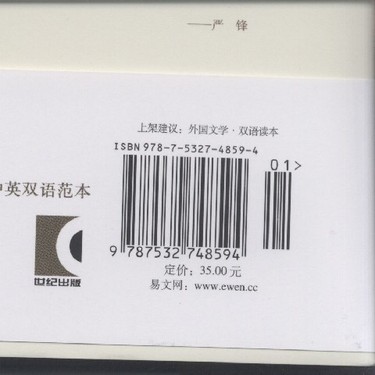 ——严 锋
上架建议：外国文学·双语读本
ISBN 978-7-5327-4859-4
01>
中英双语范本
9 787532 748594
世纪出版
定价：35.00 元
易文网：www.ewen.cc